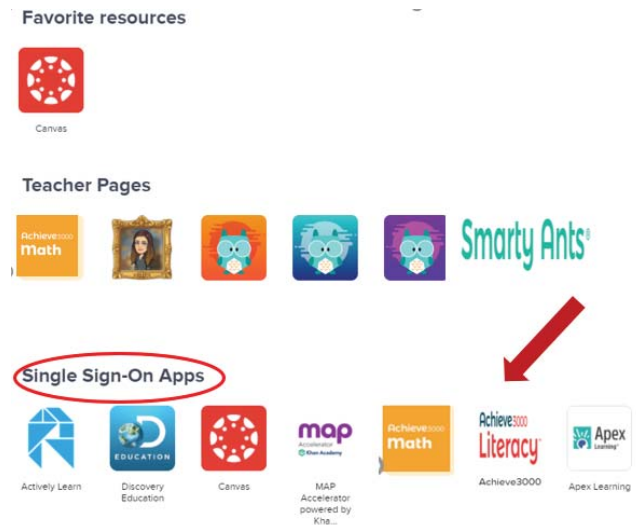 Favorite resources
Canvas
Teacher Pages
Achieve3000
Math
Smarty Ants®
Single Sign-On Apps
EDUCATION
map
Accelerator
Khan Academy
Achieve3000
Math
Achieve3000
Literacy
Apex
Learning
Actively Learn
Discovery
Education
Canvas
MAP
Accelerator
powered by
Kha...
Achieve3000
Apex Learning